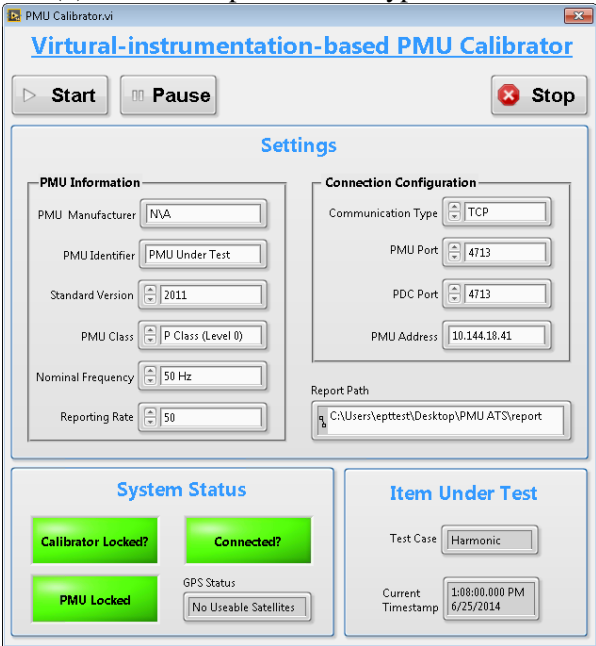 PMU Calibrator.vi
Virtural-instrumentation-based PMU Calibrator
Start
Pause
Stop
Settings
PMU Information
PMU Manufacturer N\A
PMU Identifier PMU Under Test
Standard Version 2011
PMU Class P Class (Level 0)
Nominal Frequency 50 Hz
Reporting Rate 50
Connection Configuration
Communication Type TCP
PMU Port 4713
PDC Port 4713
PMU Address 10.144.18.41
Report Path
C:\Users\epttest\Desktop\PMU ATS\report
System Status
Calibrator Locked?
Connected?
PMU Locked
GPS Status
No Useable Satellites
Item Under Test
Test Case Harmonic
Current
Timestamp
1:08:00.000 PM
6/25/2014